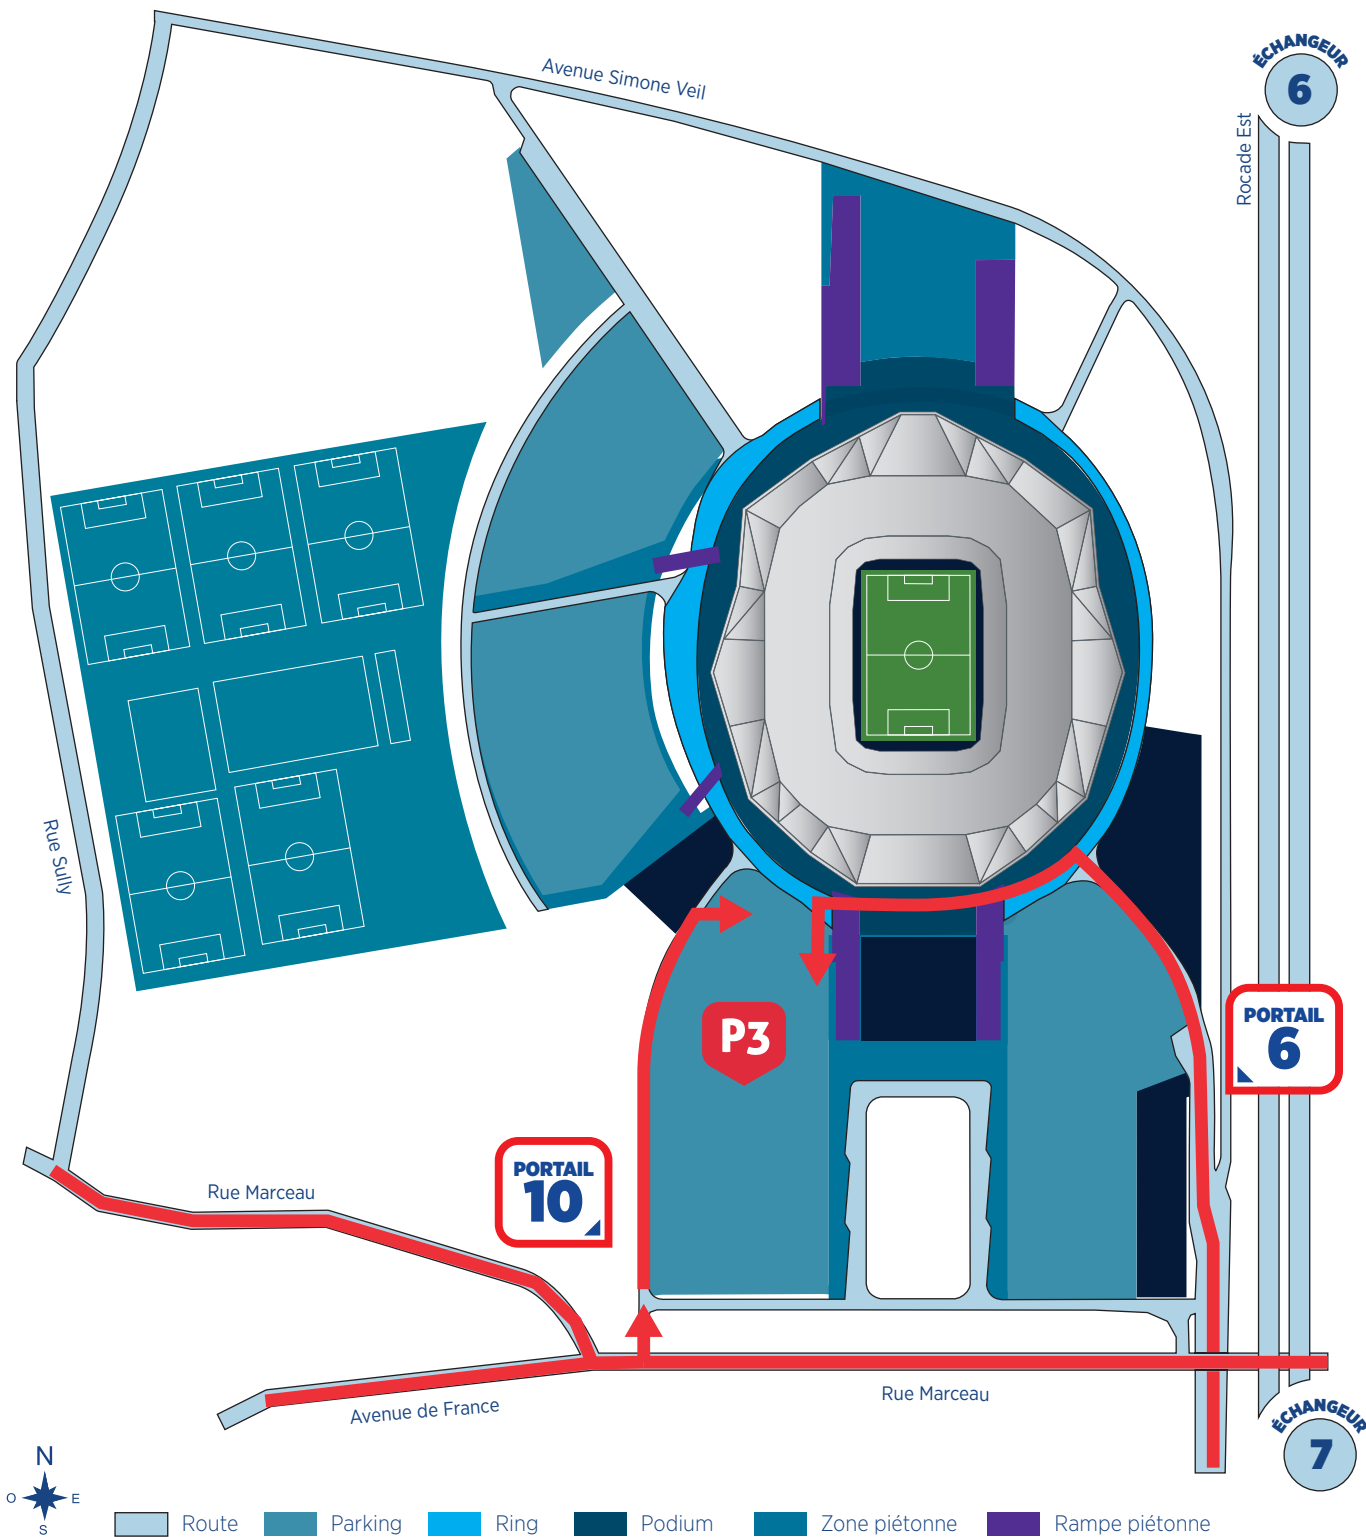 ÉCHANGEUR
6
Avenue Simone Veil
Rocade Est
Rue Sully
PORTAIL
6
P3
PORTAIL
10
Rue Marceau
Rue Marceau
Avenue de France
ÉCHANGEUR
7
N
O E
S
Route Parking Ring Podium Zone piétonne Rampe piétonne